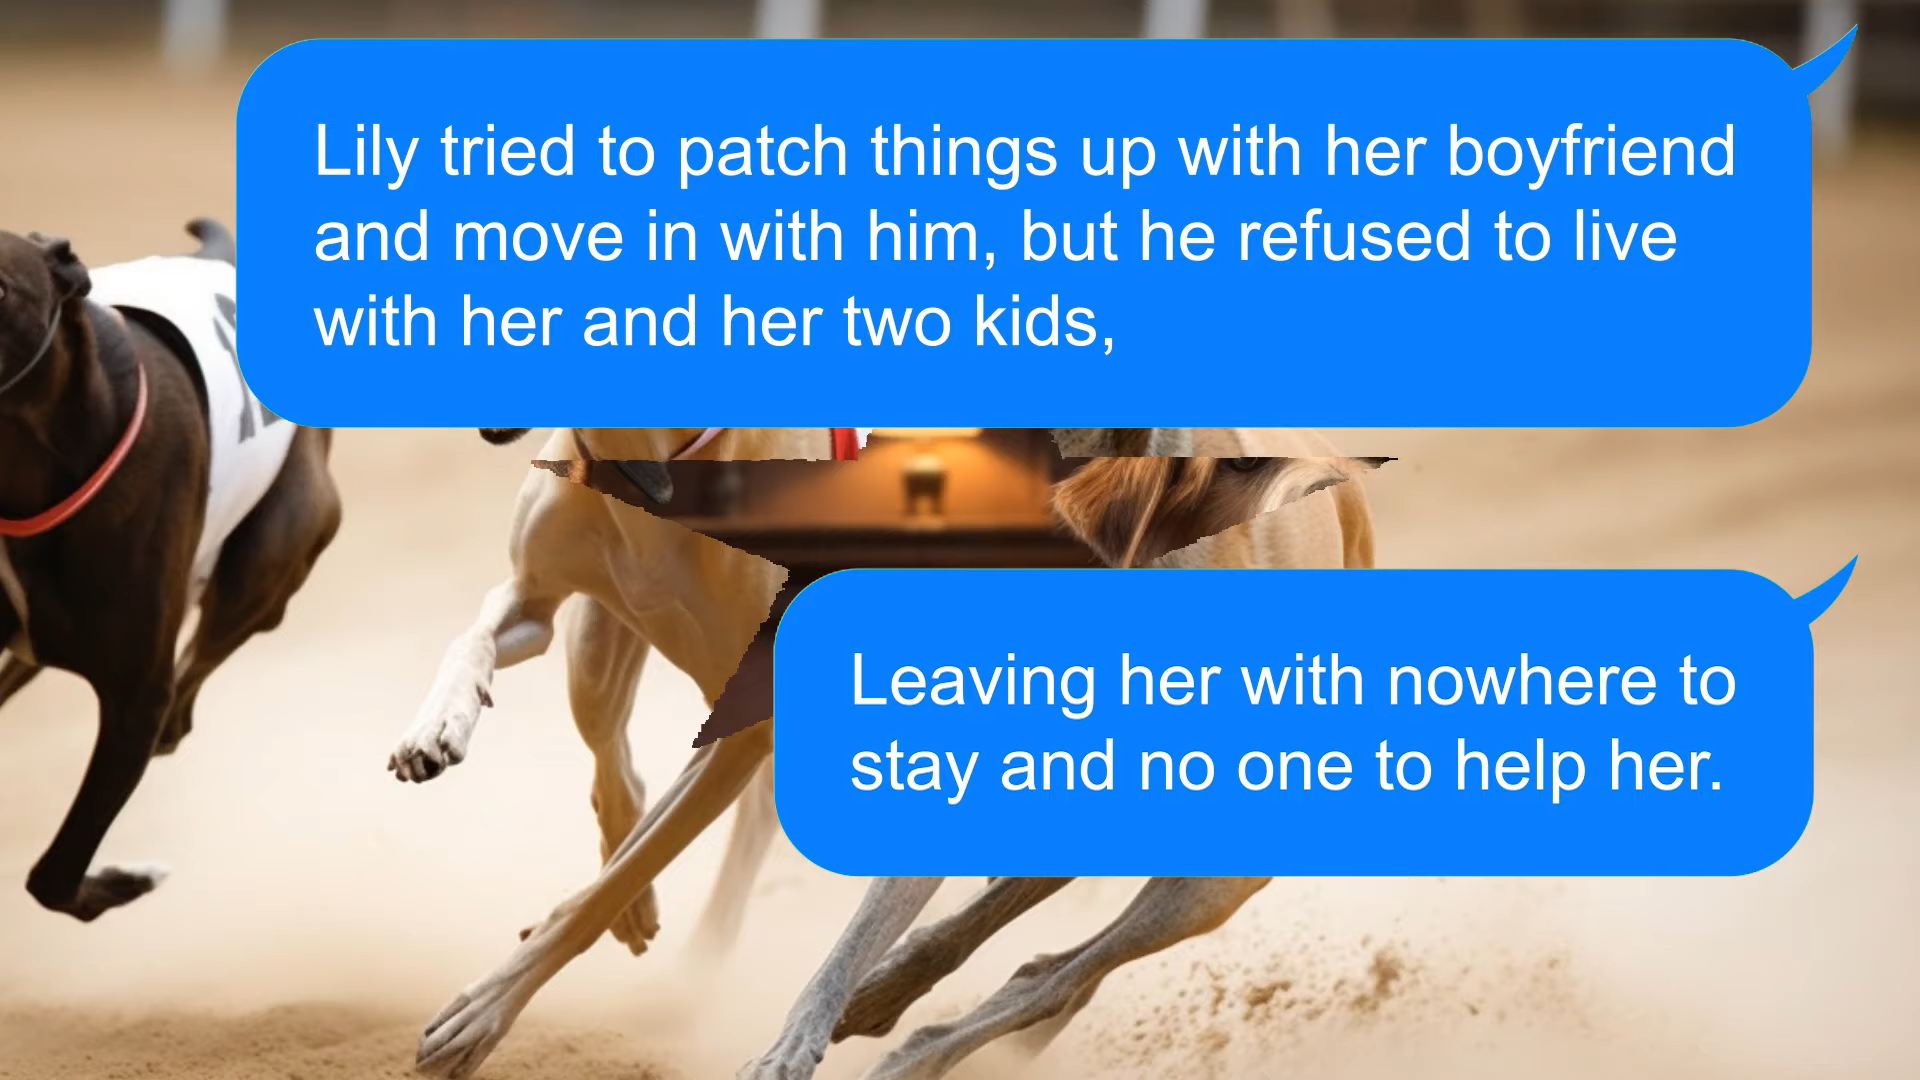 Lily tried to patch things up with her boyfriend
and move in with him, but he refused to live
with her and her two kids,
Leaving her with nowhere to
stay and no one to help her.